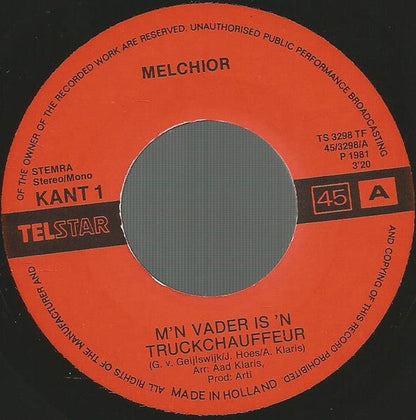 ALL RIGHTS OF THE MANUFACTURER AND OF THE OWNER OF THE RECORDED WORK ARE RESERVED. UNAUTHORISED PUBLIC PERFORMANCE BROADCASTING AND COPYING OF THIS RECORD PROHIBITED
MELCHIOR
STEMRA
Stereo/Mono
KANT 1
TS 3298 TF
45/3298/A
P 1981
3'20
TELSTAR
45 A
M'N VADER IS 'N
TRUCKCHAUFFEUR
(G. v. Geijlswijk/J. Hoes/A. Klaris)
Arr: Aad Klaris,
Prod: Arti
MADE IN HOLLAND